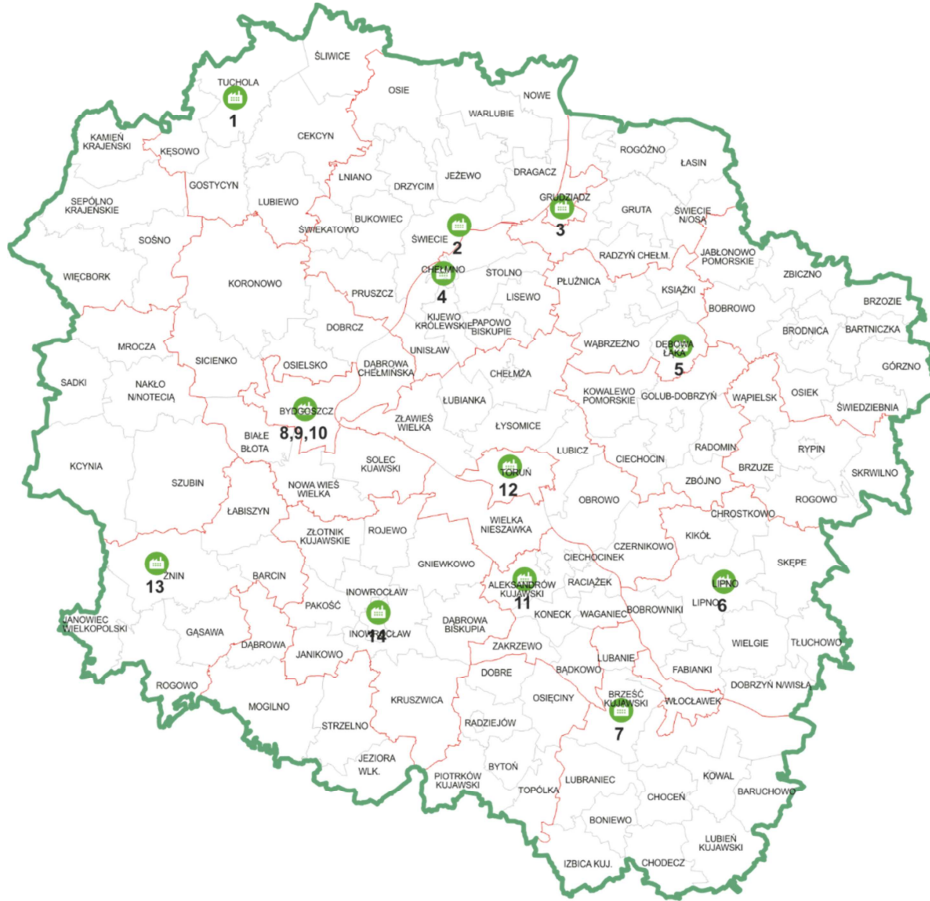 ŚLIWICE
TUCHOLA
1
OSIE
NOWE
WARLUBIE
KAMIEŃ
KRAJEŃSKI
KĘSOWO
CEKCYN
ROGÓŹNO
ŁASIN
GOSTYCYN
LUBIEWO
LNIANO
DRZYCIM
JEŻEWO
DRAGACZ
GRUDZIĄDZ
3
SEPÓLNO
KRAJEŃSKIE
SOŚNO
ŚWIEKATOWO
BUKOWIEC
ŚWIECIE
2
GRUTA
ŚWIECIE
N/OSĄ
RADZYŃ CHEŁM.
JABŁONOWO
POMORSKIE
WIĘCBORK
KORONOWO
PRUSZCZ
CHEŁMNO
4
STOLNO
LISEWO
PŁUŻNICA
KSIĄŻKI
BOBROWO
ZBICZNO
BRZOZIE
MROCZA
SICIENKO
DOBRCZ
OSIELSKO
DĄBROWA
CHEŁMIŃSKA
KIJEWO
KRÓLEWSKIE
PAPOWO
BISKUPIE
UNISŁAW
WĄBRZEŹNO
DĘBOWA
ŁĄKA
5
BRODNICA
BARTNICZKA
GÓRZNO
SADKI
NAKŁO
N/NOTECIĄ
CHEŁMŻA
ŁUBIANKA
KOWALEWO
POMORSKIE
GOLUB-DOBRZYŃ
WĄPIELSK
OSIEK
ŚWIEDZIEBNIA
BYDGOSZCZ
8,9,10
BIAŁE
BŁOTA
ZŁAWIEŚ
WIELKA
ŁYSOMICE
LUBICZ
CIECHOCIN
RADOMIN
ZBÓJNO
BRZUZE
RYPIN
SKRWILNO
ROGOWO
KCYNIA
SZUBIN
SOLEC
KUAWSKI
NOWA WIEŚ
WIELKA
TORUŃ
12
OBROWO
ŁABISZYN
ZŁOTNIK
KUJAWSKIE
ROJEWO
WIELKA
NIESZAWKA
CHROSTKOWO
KIKÓŁ
CZERNIKOWO
SKĘPE
ŻNIN
13
BARCIN
GNIEWKOWO
CIECHOCINEK
ALEKSANDRÓW
KUJAWSKI
11
RACIĄŻEK
LIPNO
LIPNO
6
PAKOŚĆ
INOWROCŁAW
INOWROCŁAW
14
DĄBROWA
BISKUPIA
KONECK
WAGANIEC
BOBROWNIKI
JANOWIEC
WIELKOPOLSKI
GĄSAWA
DĄBROWA
JANIKOWO
ZAKRZEWO
WIELGIE
TŁUCHOWO
ROGOWO
MOGILNO
KRUSZWICA
DOBRE
BĄDKOWO
LUBANIE
FABIANKI
DOBRZYŃ N/WISŁĄ
STRZELNO
RADZIEJÓW
OSIĘCINY
BRZEŚĆ
KUJAWSKI
7
WŁOCŁAWEK
JEZIORA
WLK.
PIOTRKÓW
KUJAWSKI
BYTOŃ
TOPÓLKA
LUBRANIEC
KOWAL
BARUCHOWO
CHOCEŃ
BONIEWO
LUBIEŃ
KUJAWSKI
IZBICA KUJ.
CHODECZ